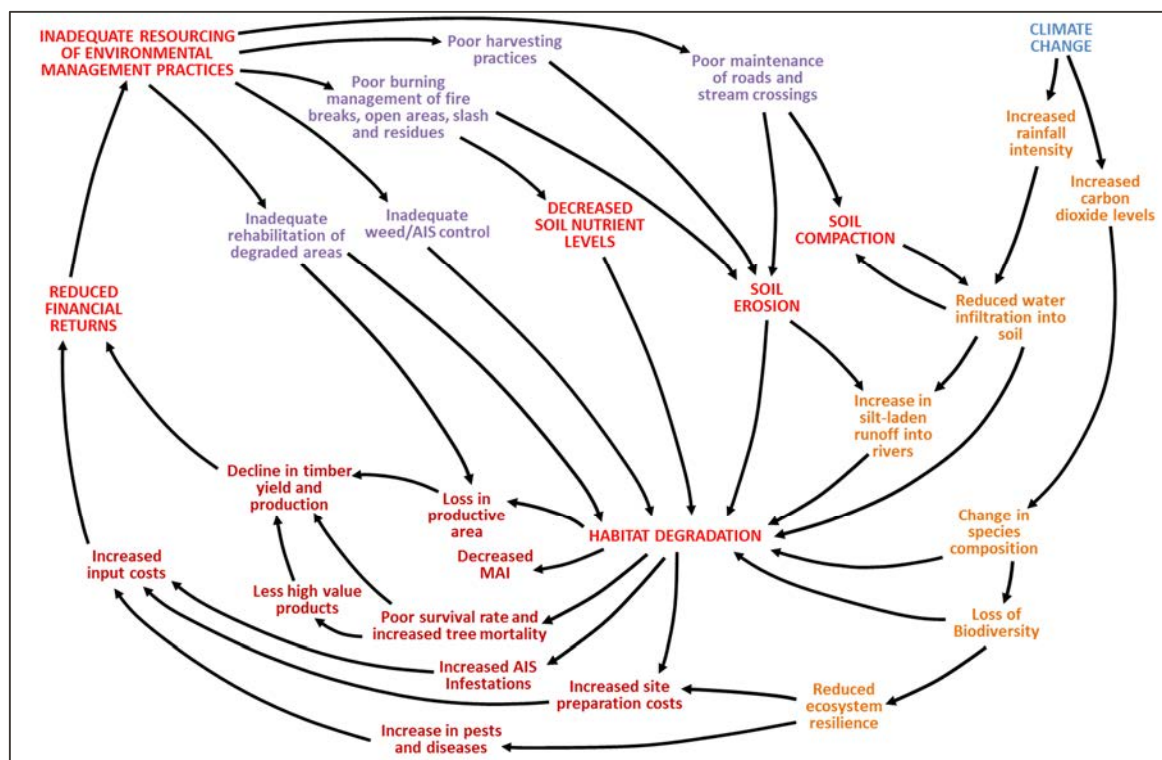 INADEQUATE RESOURCING
OF ENVIRONMENTAL
MANAGEMENT PRACTICES
Poor harvesting
practices
Poor maintenance
of roads and
stream crossings
CLIMATE
CHANGE
Poor burning
management of fire
breaks, open areas, slash
and residues
Increased
rainfall
intensity
Increased
carbon
dioxide levels
Inadequate
rehabilitation of
degraded areas
Inadequate
weed/AIS control
DECREASED
SOIL NUTRIENT
LEVELS
SOIL
COMPACTION
REDUCED
FINANCIAL
RETURNS
SOIL
EROSION
Reduced water
infiltration into
soil
Increase in
silt-laden
runoff into
rivers
Decline in timber
yield and
production
Loss in
productive
area
HABITAT DEGRADATION
Change in
species
composition
Increased
input costs
Decreased
MAI
Less high value
products
Poor survival rate and
increased tree mortality
Loss of
Biodiversity
Increased AIS
Infestations
Increased site
preparation costs
Reduced
ecosystem
resilience
Increase in pests
and diseases